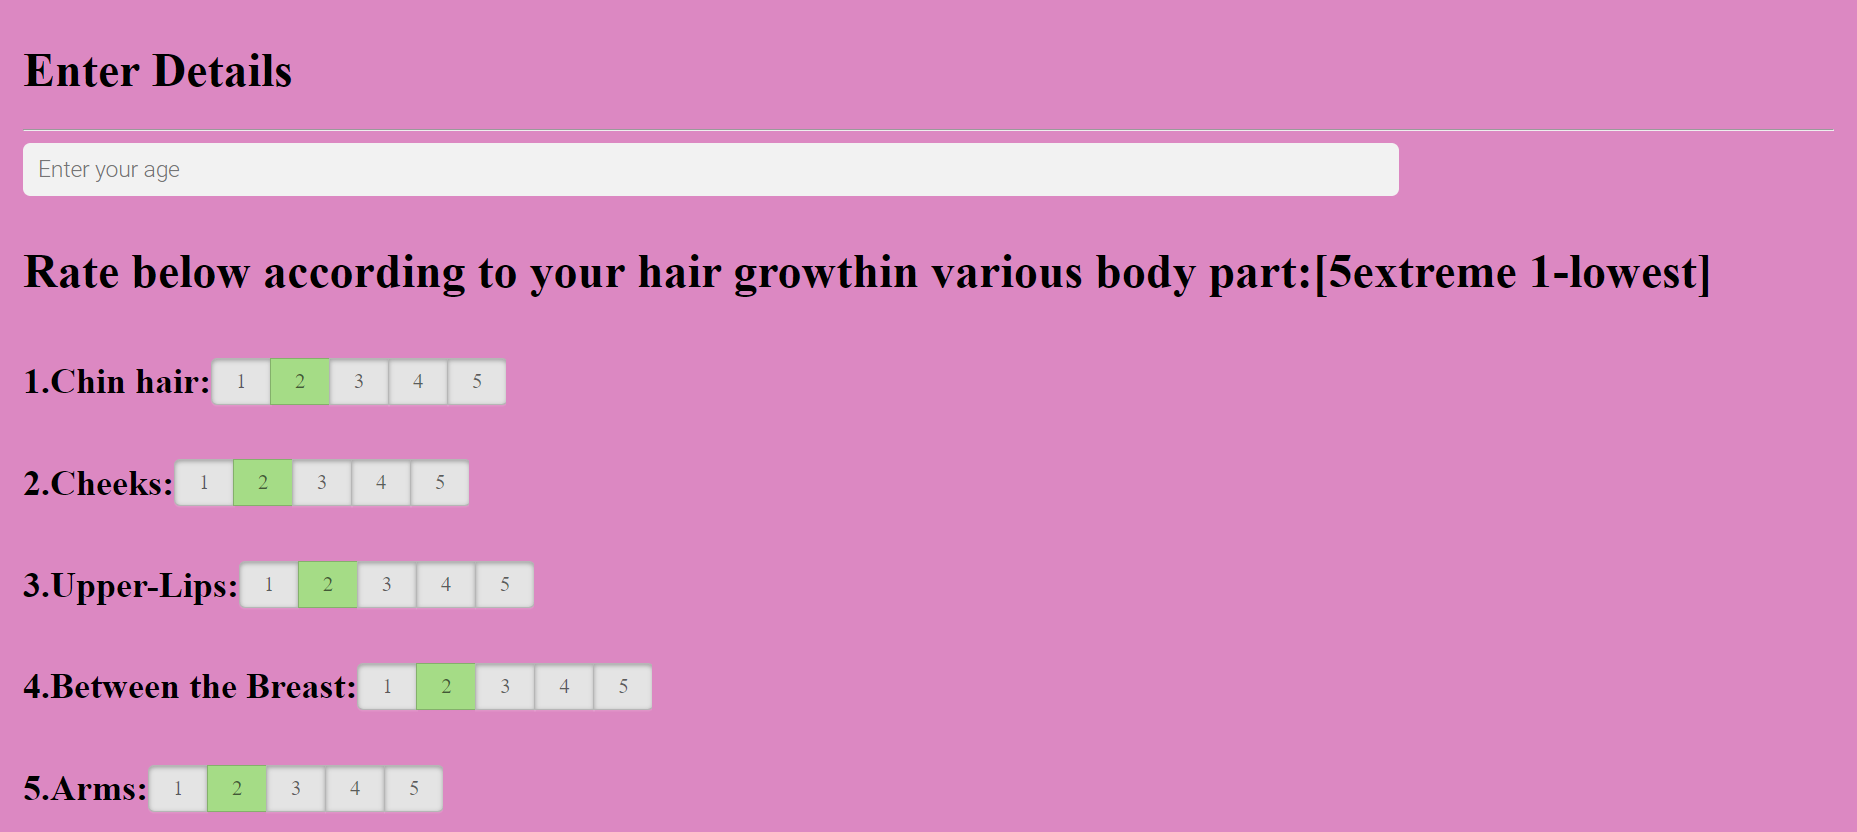 Enter Details
Enter your age
Rate below according to your hair growthin various body part:[5extreme 1-lowest]
1.Chin hair: 1 2 3 4 5
2.Cheeks: 1 2 3 4 5
3.Upper-Lips: 1 2 3 4 5
4.Between the Breast: 1 2 3 4 5
5.Arms: 1 2 3 4 5